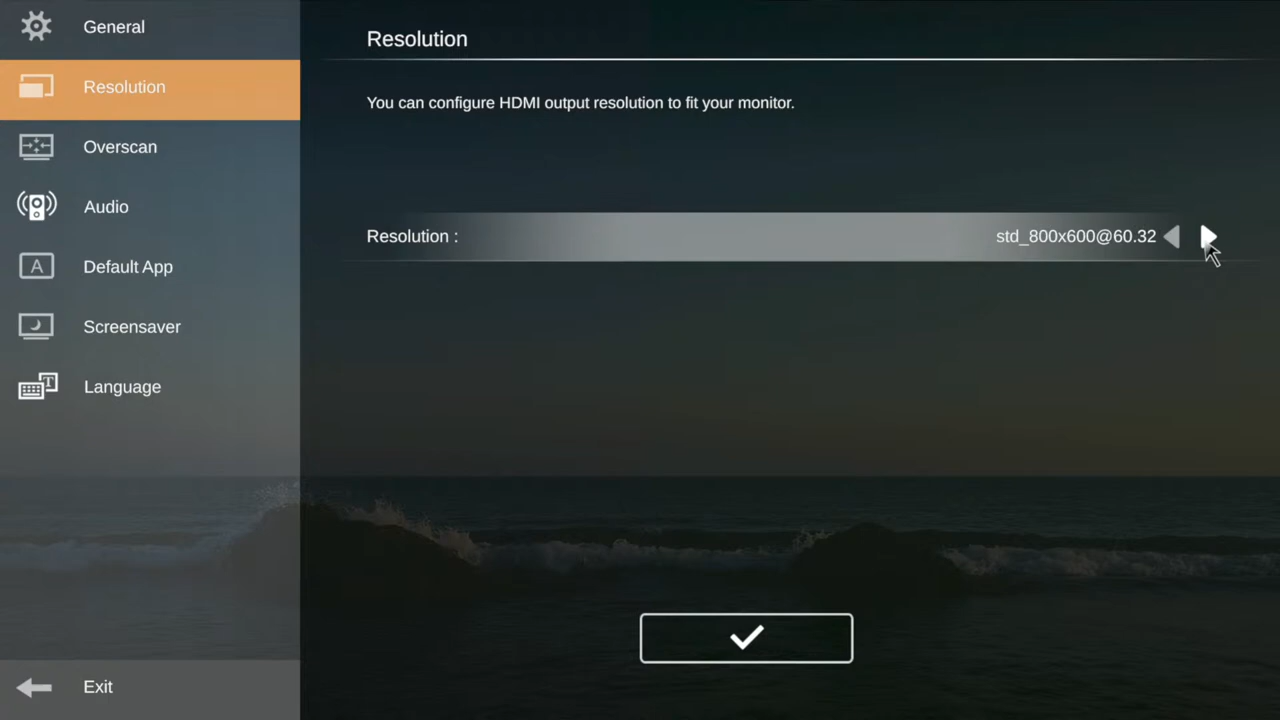 General
Resolution
Overscan
Audio
A
Default App
Screensaver
T
Language
Exit
Resolution
You can configure HDMI output resolution to fit your monitor.
Resolution :
std_800x600@60.32